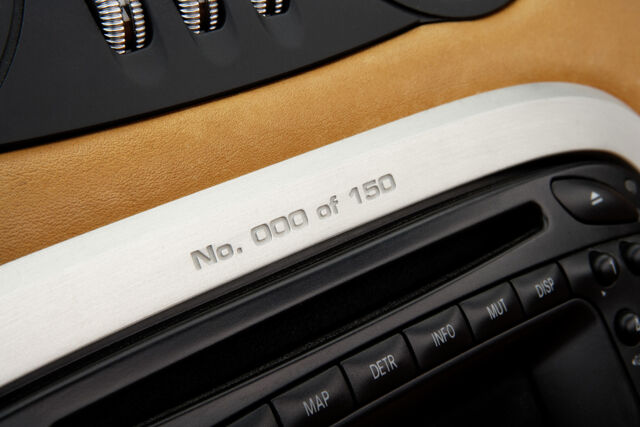 No. 000 of 150
MAP DETR INFO MUT DISP